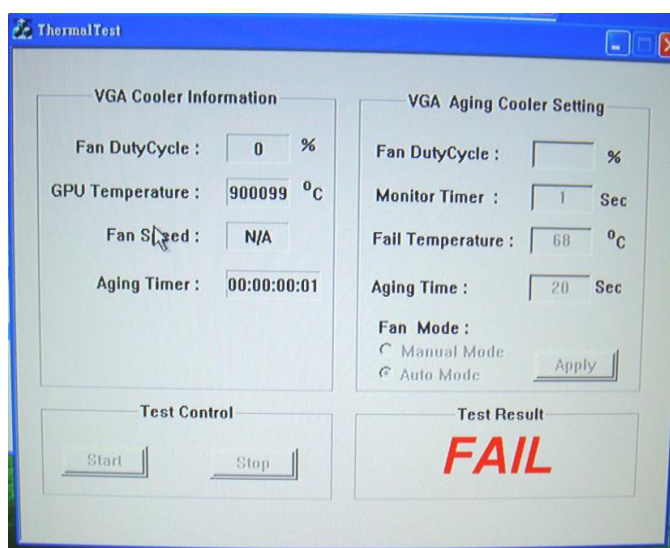 ThermalTest
VGA Cooler Information
Fan DutyCycle : 0 %
GPU Temperature : 900099 ºC
Fan Speed : N/A
Aging Timer : 00:00:00:01
VGA Aging Cooler Setting
Fan DutyCycle : %
Monitor Timer : 1 Sec
Fail Temperature : 68 ºC
Aging Time : 20 Sec
Fan Mode :
Manual Mode
Auto Mode
Apply
Test Control
Start Stop
Test Result
FAIL